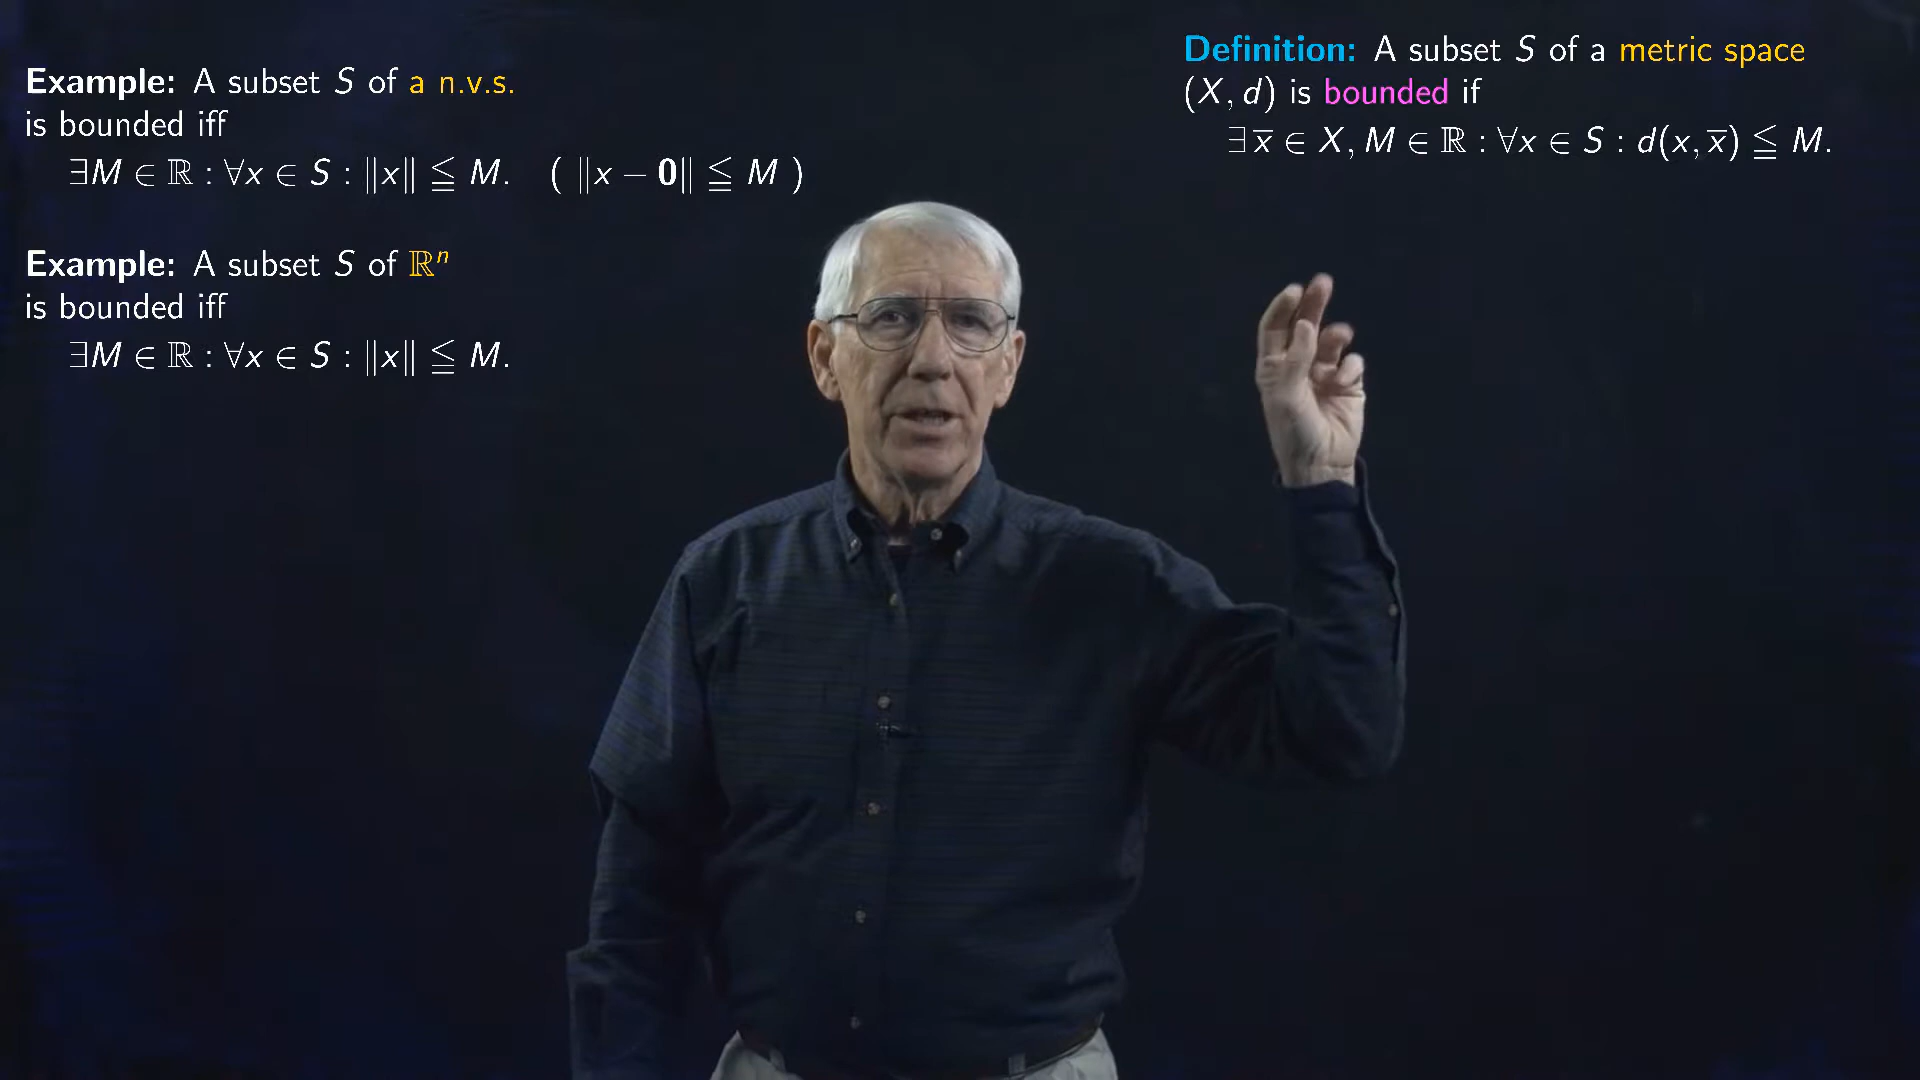 Example: A subset S of a n.v.s.
is bounded iff
∃M ∈ ℝ : ∀x ∈ S : ‖x‖ ≦ M. ( ‖x − 𝟎‖ ≦ M )
Example: A subset S of ℝⁿ
is bounded iff
∃M ∈ ℝ : ∀x ∈ S : ‖x‖ ≦ M.
Definition: A subset S of a metric space
(X, d) is bounded if
∃ x̅ ∈ X, M ∈ ℝ : ∀x ∈ S : d(x, x̅) ≦ M.